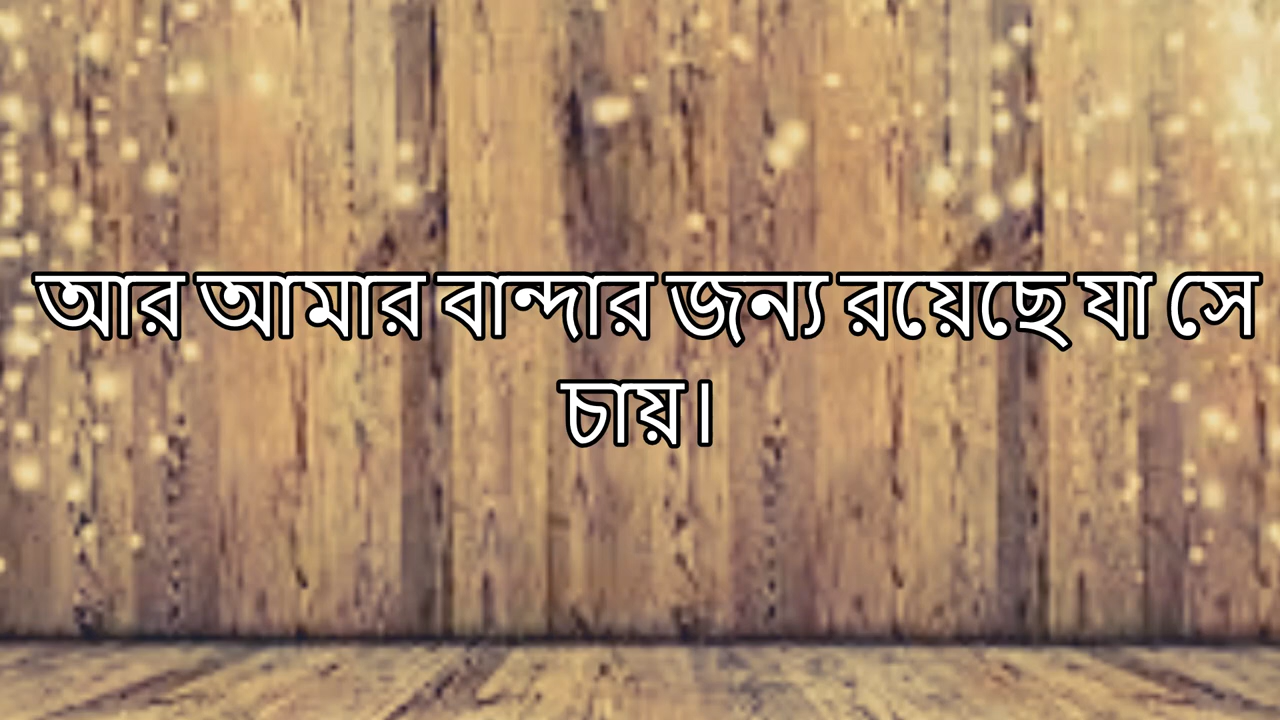 আর আমার বান্দার জন্য রয়েছে যা সে
চায়।